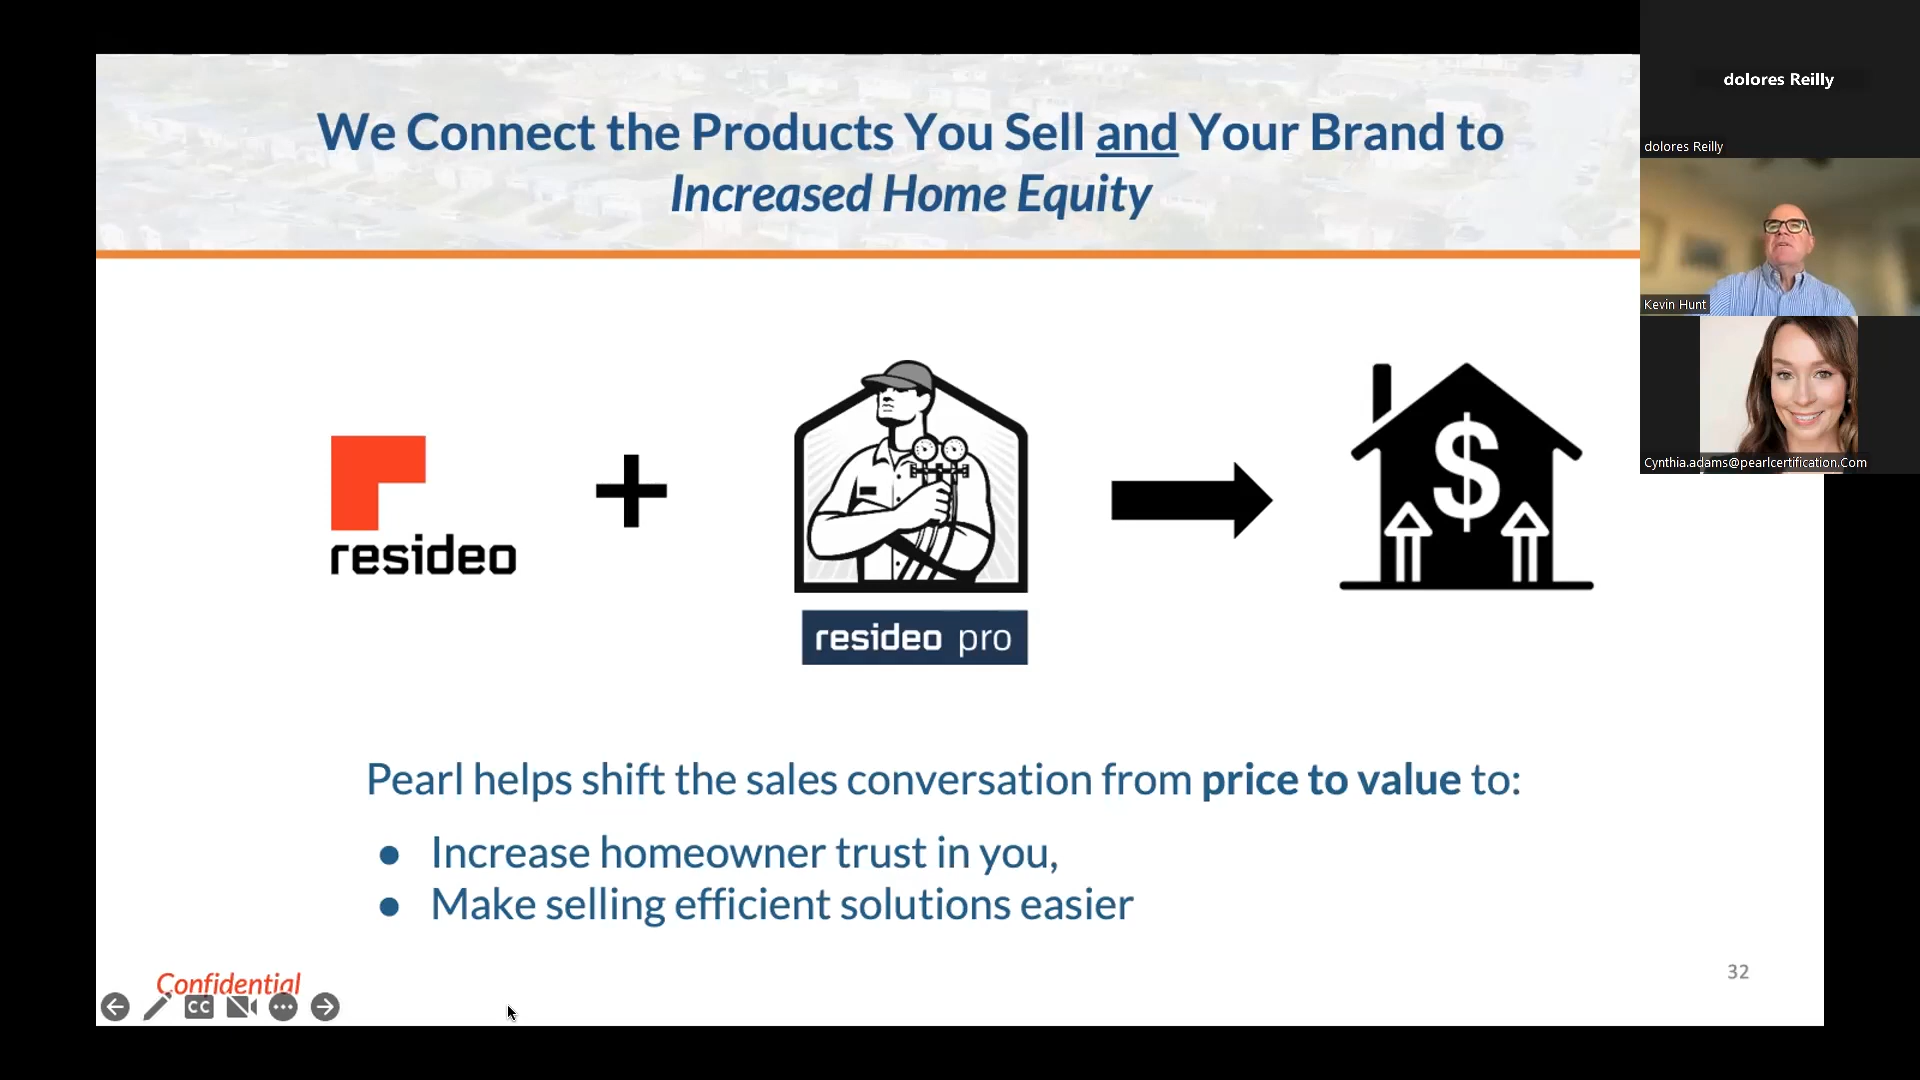 We Connect the Products You Sell and Your Brand to
Increased Home Equity
resideo
resideo pro
$
Pearl helps shift the sales conversation from price to value to:
● Increase homeowner trust in you,
● Make selling efficient solutions easier
Confidential
CC
32
dolores Reilly
dolores Reilly
Kevin Hunt
Cynthia.adams@pearlcertification.Com